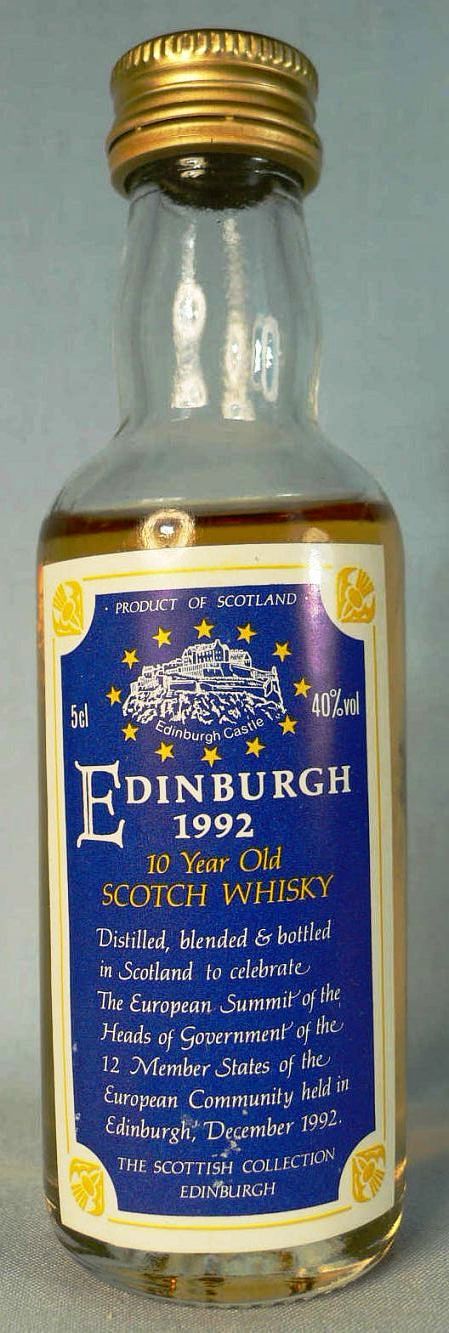 · PRODUCT OF SCOTLAND ·
5cl
40%vol
Edinburgh Castle
EDINBURGH
1992
10 Year Old
SCOTCH WHISKY
Distilled, blended & bottled
in Scotland to celebrate
The European Summit of the
Heads of Government of the
12 Member States of the
European Community held in
Edinburgh, December 1992.
THE SCOTTISH COLLECTION
EDINBURGH